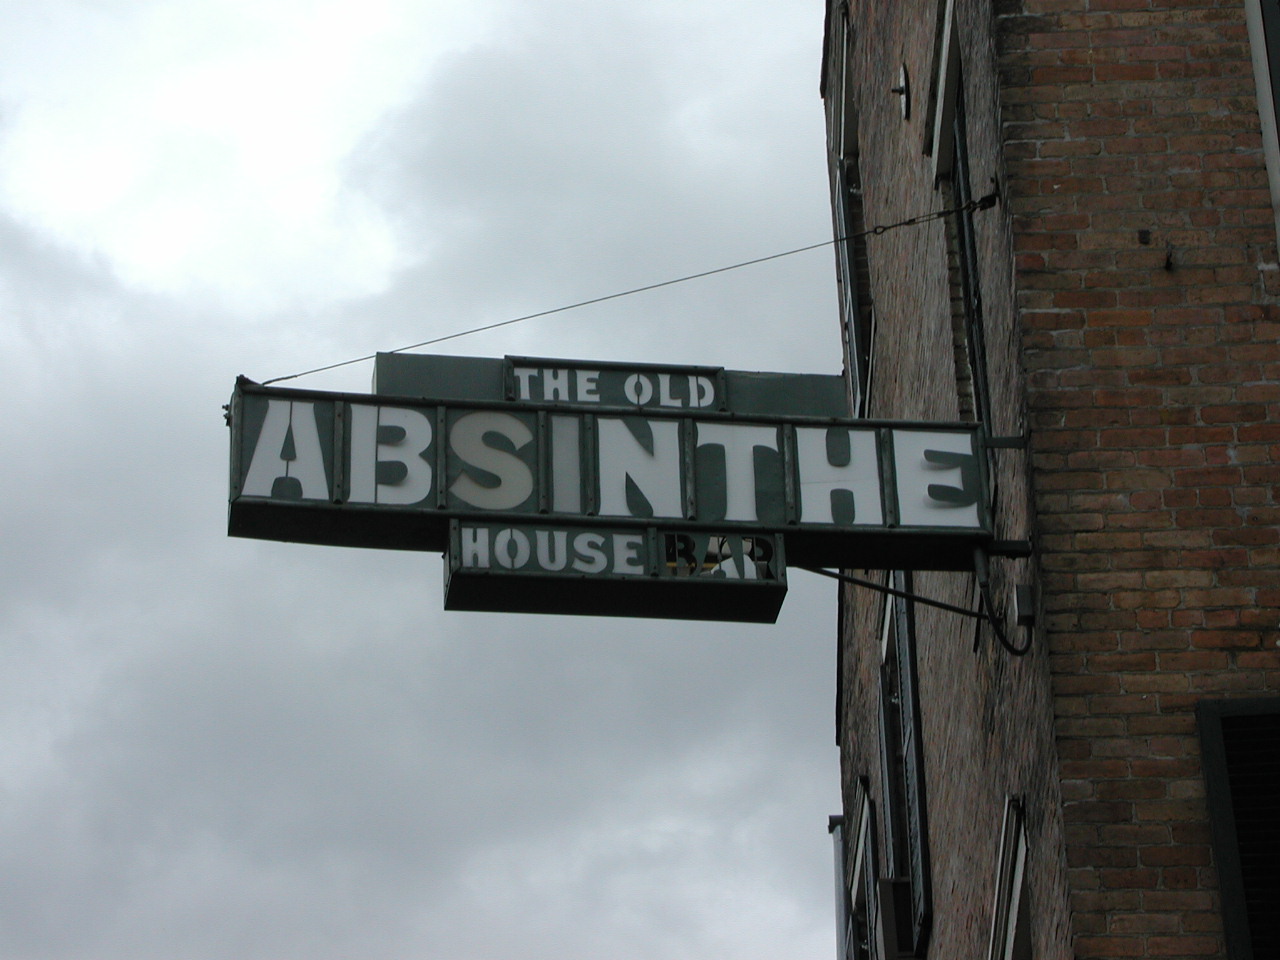 THE OLD
ABSINTHE
HOUSE BAR